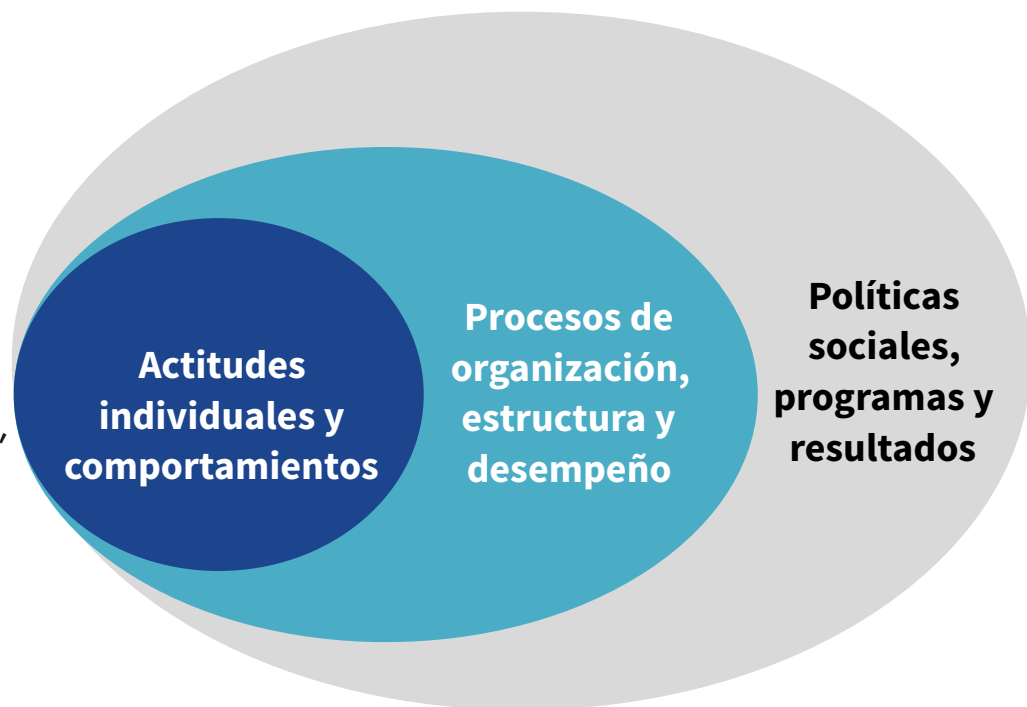 Actitudes
individuales y
comportamientos
Procesos de
organización,
estructura y
desempeño
Políticas
sociales,
programas y
resultados
,